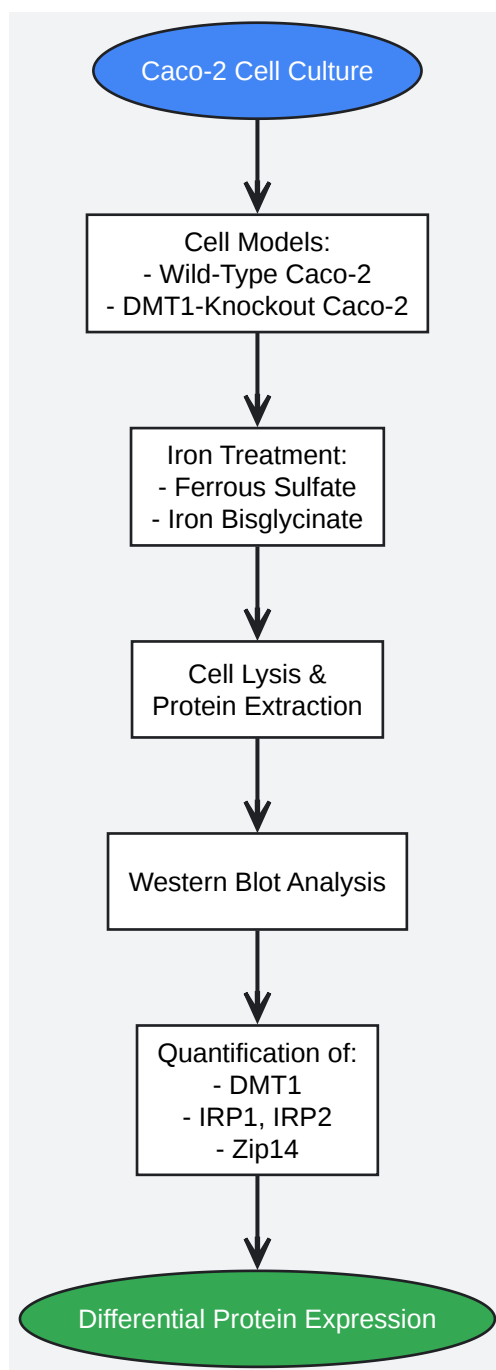 Caco-2 Cell Culture
Cell Models:
- Wild-Type Caco-2
- DMT1-Knockout Caco-2
Iron Treatment:
- Ferrous Sulfate
- Iron Bisglycinate
Cell Lysis &
Protein Extraction
Western Blot Analysis
Quantification of:
- DMT1
- IRP1, IRP2
- Zip14
Differential Protein Expression